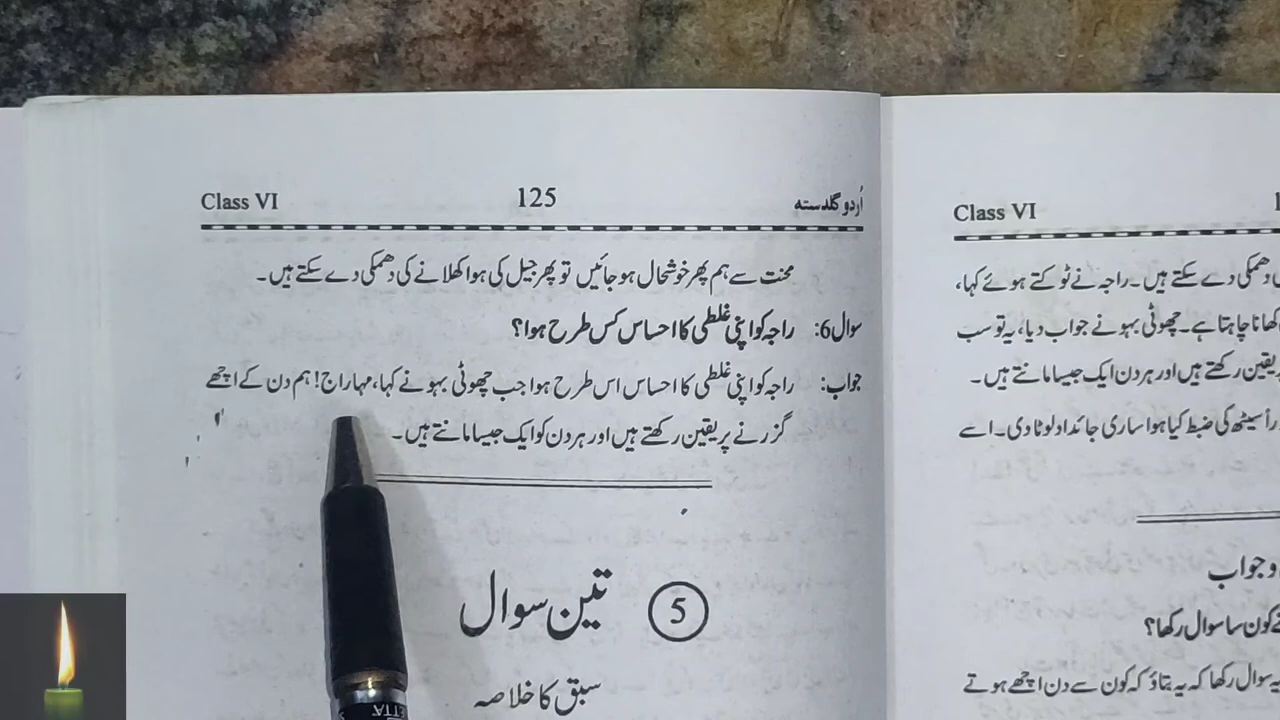 اُردو گلدستہ 125 Class VI
محنت سے ہم پھر خوشحال ہو جائیں تو پھر جیل کی ہوا کھلانے کی دھمکی دے سکتے ہیں۔
سوال 6: راجہ کو اپنی غلطی کا احساس کس طرح ہوا؟
جواب: راجہ کو اپنی غلطی کا احساس اس طرح ہوا جب چھوٹی بہو نے کہا، مہاراج! ہم دن کے اچھے
گزرنے پر یقین رکھتے ہیں اور ہر دن کو ایک جیسا مانتے ہیں۔
5 تین سوال
سبق کا خلاصہ
Class VI
دھمکی دے سکتے ہیں۔ راجہ نے ٹوکتے ہوئے کہا،
کھانا چاہتا ہے۔ چھوٹی بہو نے جواب دیا، یہ تو سب
یقین رکھتے ہیں اور ہر دن ایک جیسا مانتے ہیں۔
سیٹھ کی ضبط کیا ہوا ساری جائداد لوٹا دی۔ اسے
و جواب
کون سا سوال رکھا؟
یہ سوال رکھا کہ یہ بتاؤ کہ کون سے دن اچھے ہوتے